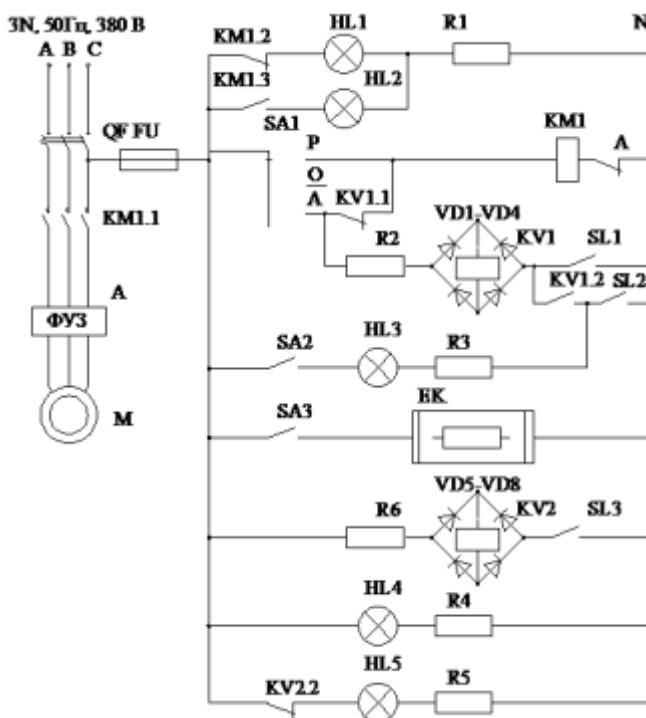 3N, 50Гц, 380 В
A B C
N
HL1
R1
KM1.2
KM1.3
HL2
SA1
QF FU
P
O
A
KM1
A
KV1.1
KM1.1
VD1-VD4
KV1
SL1
R2
KV1.2
SL2
A
ФУЗ
HL3
R3
SA2
M
SA3
EK
VD5-VD8
R6
KV2
SL3
HL4
R4
HL5
KV2.2
R5